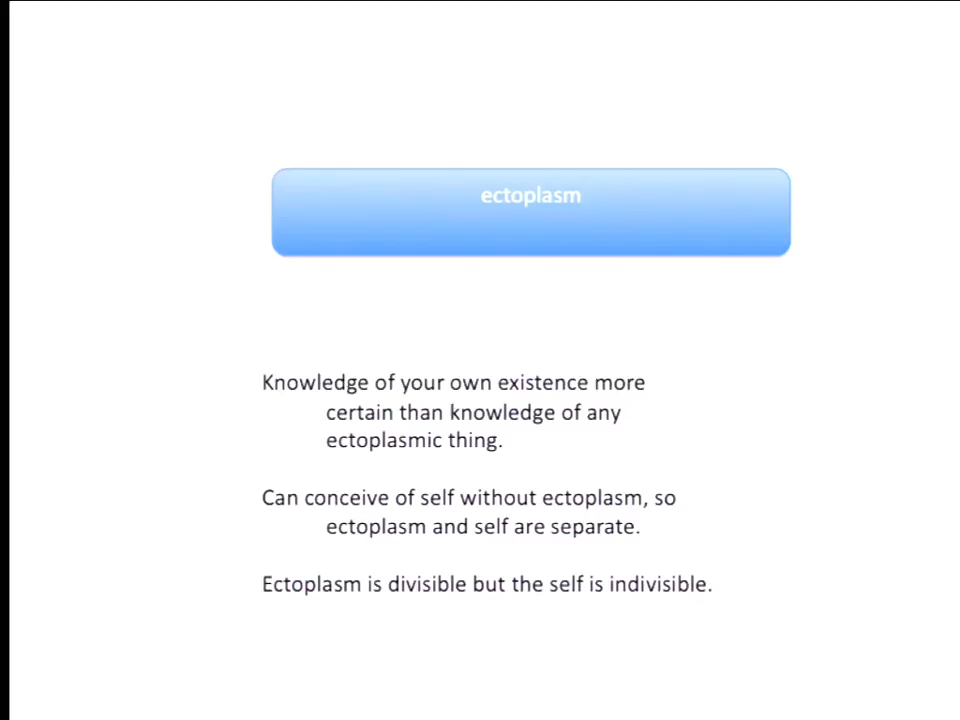 ectoplasm
Knowledge of your own existence more
certain than knowledge of any
ectoplasmic thing.
Can conceive of self without ectoplasm, so
ectoplasm and self are separate.
Ectoplasm is divisible but the self is indivisible.